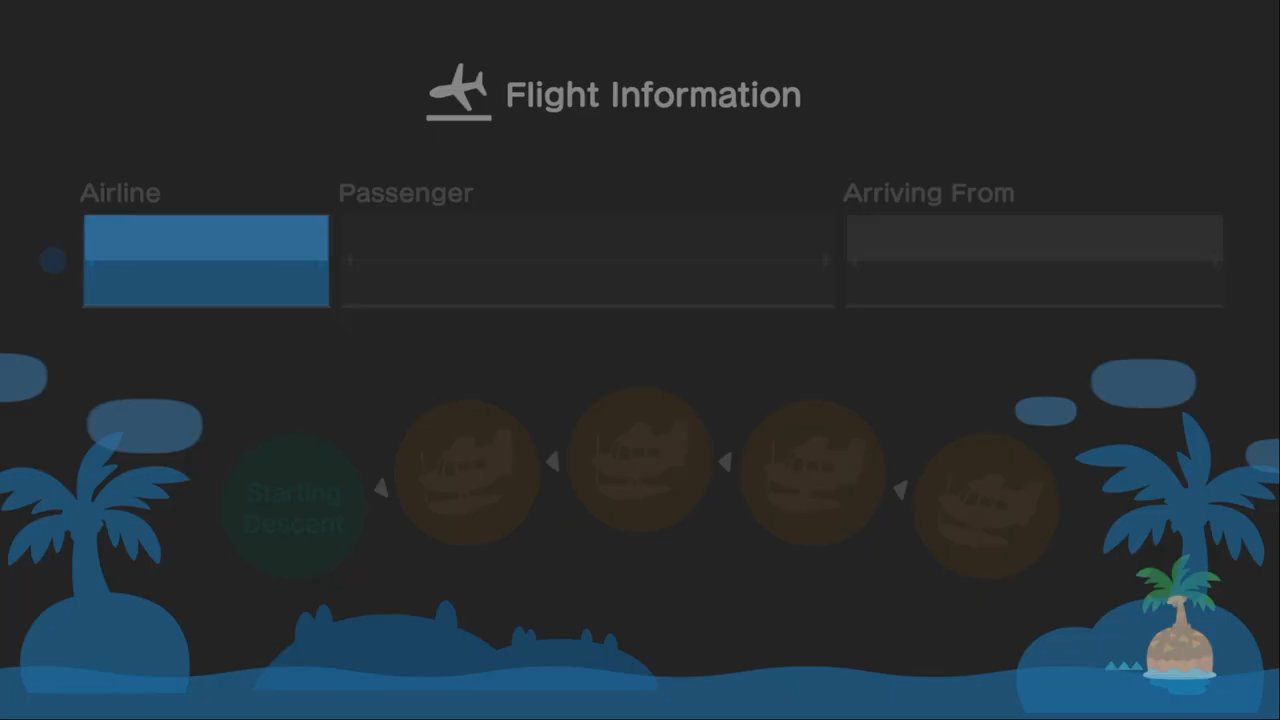 Flight Information
Airline
Passenger
Arriving From
Starting
Descent